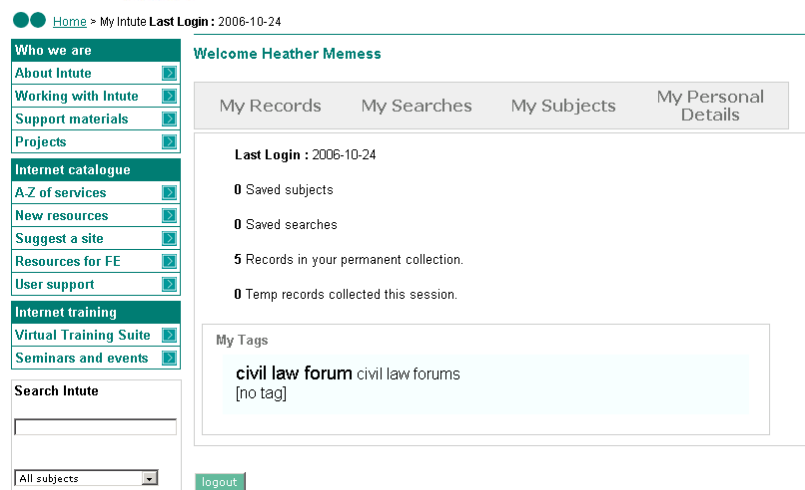 Home > My Intute Last Login : 2006-10-24
Who we are
About Intute
Working with Intute
Support materials
Projects
Internet catalogue
A-Z of services
New resources
Suggest a site
Resources for FE
User support
Internet training
Virtual Training Suite
Seminars and events
Search Intute
All subjects
Welcome Heather Memess
My Records
My Searches
My Subjects
My Personal
Details
Last Login : 2006-10-24
0 Saved subjects
0 Saved searches
5 Records in your permanent collection.
0 Temp records collected this session.
My Tags
civil law forum civil law forums
[no tag]
logout